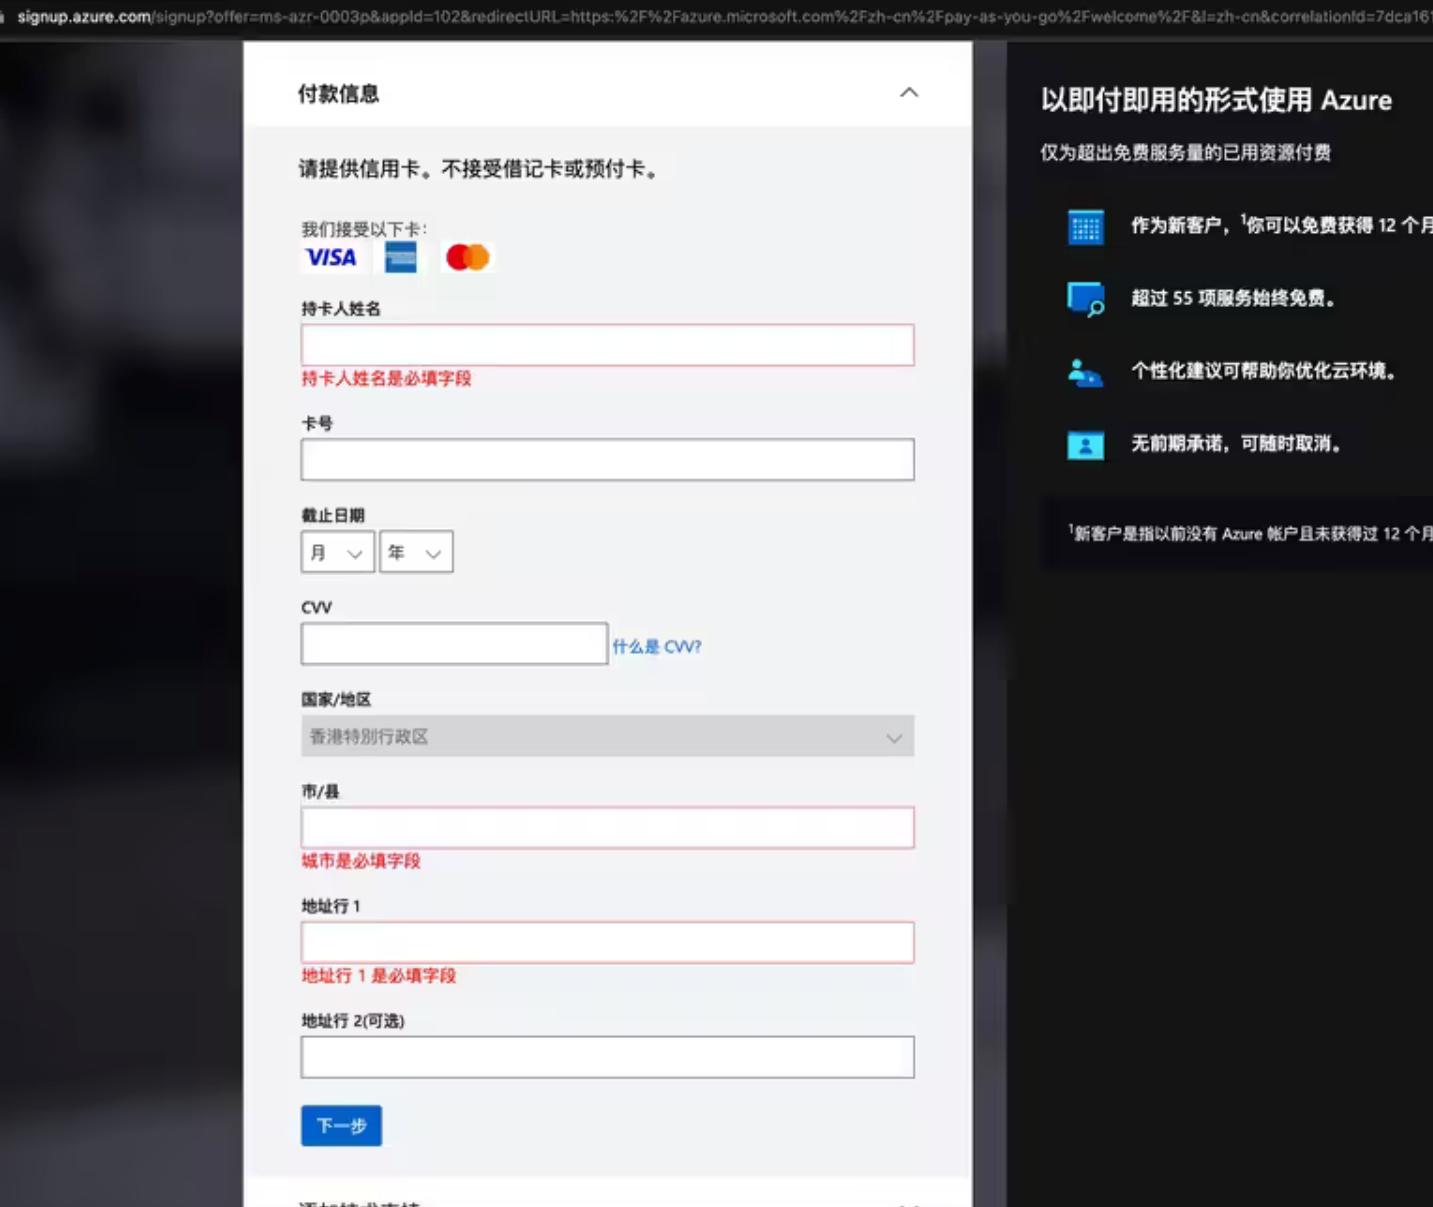 signup.azure.com/signup?offer=ms-azr-0003p&appId=102&redirectURL=https:%2F%2Fazure.microsoft.com%2Fzh-cn%2Fpay-as-you-go%2Fwelcome%2F&l=zh-cn&correlationId=7dca16
付款信息
请提供信用卡。不接受借记卡或预付卡。
我们接受以下卡:
VISA
持卡人姓名
持卡人姓名是必填字段
卡号
截止日期
月 年
CVV
什么是 CVV?
国家/地区
香港特別行政区
市/县
城市是必填字段
地址行 1
地址行 1 是必填字段
地址行 2(可选)
下一步
以即付即用的形式使用 Azure
仅为超出免费服务量的已用资源付费
作为新客户，1你可以免费获得 12 个月
超过 55 项服务始终免费。
个性化建议可帮助你优化云环境。
无前期承诺，可随时取消。
1新客户是指以前没有 Azure 帐户且未获得过 12 个月